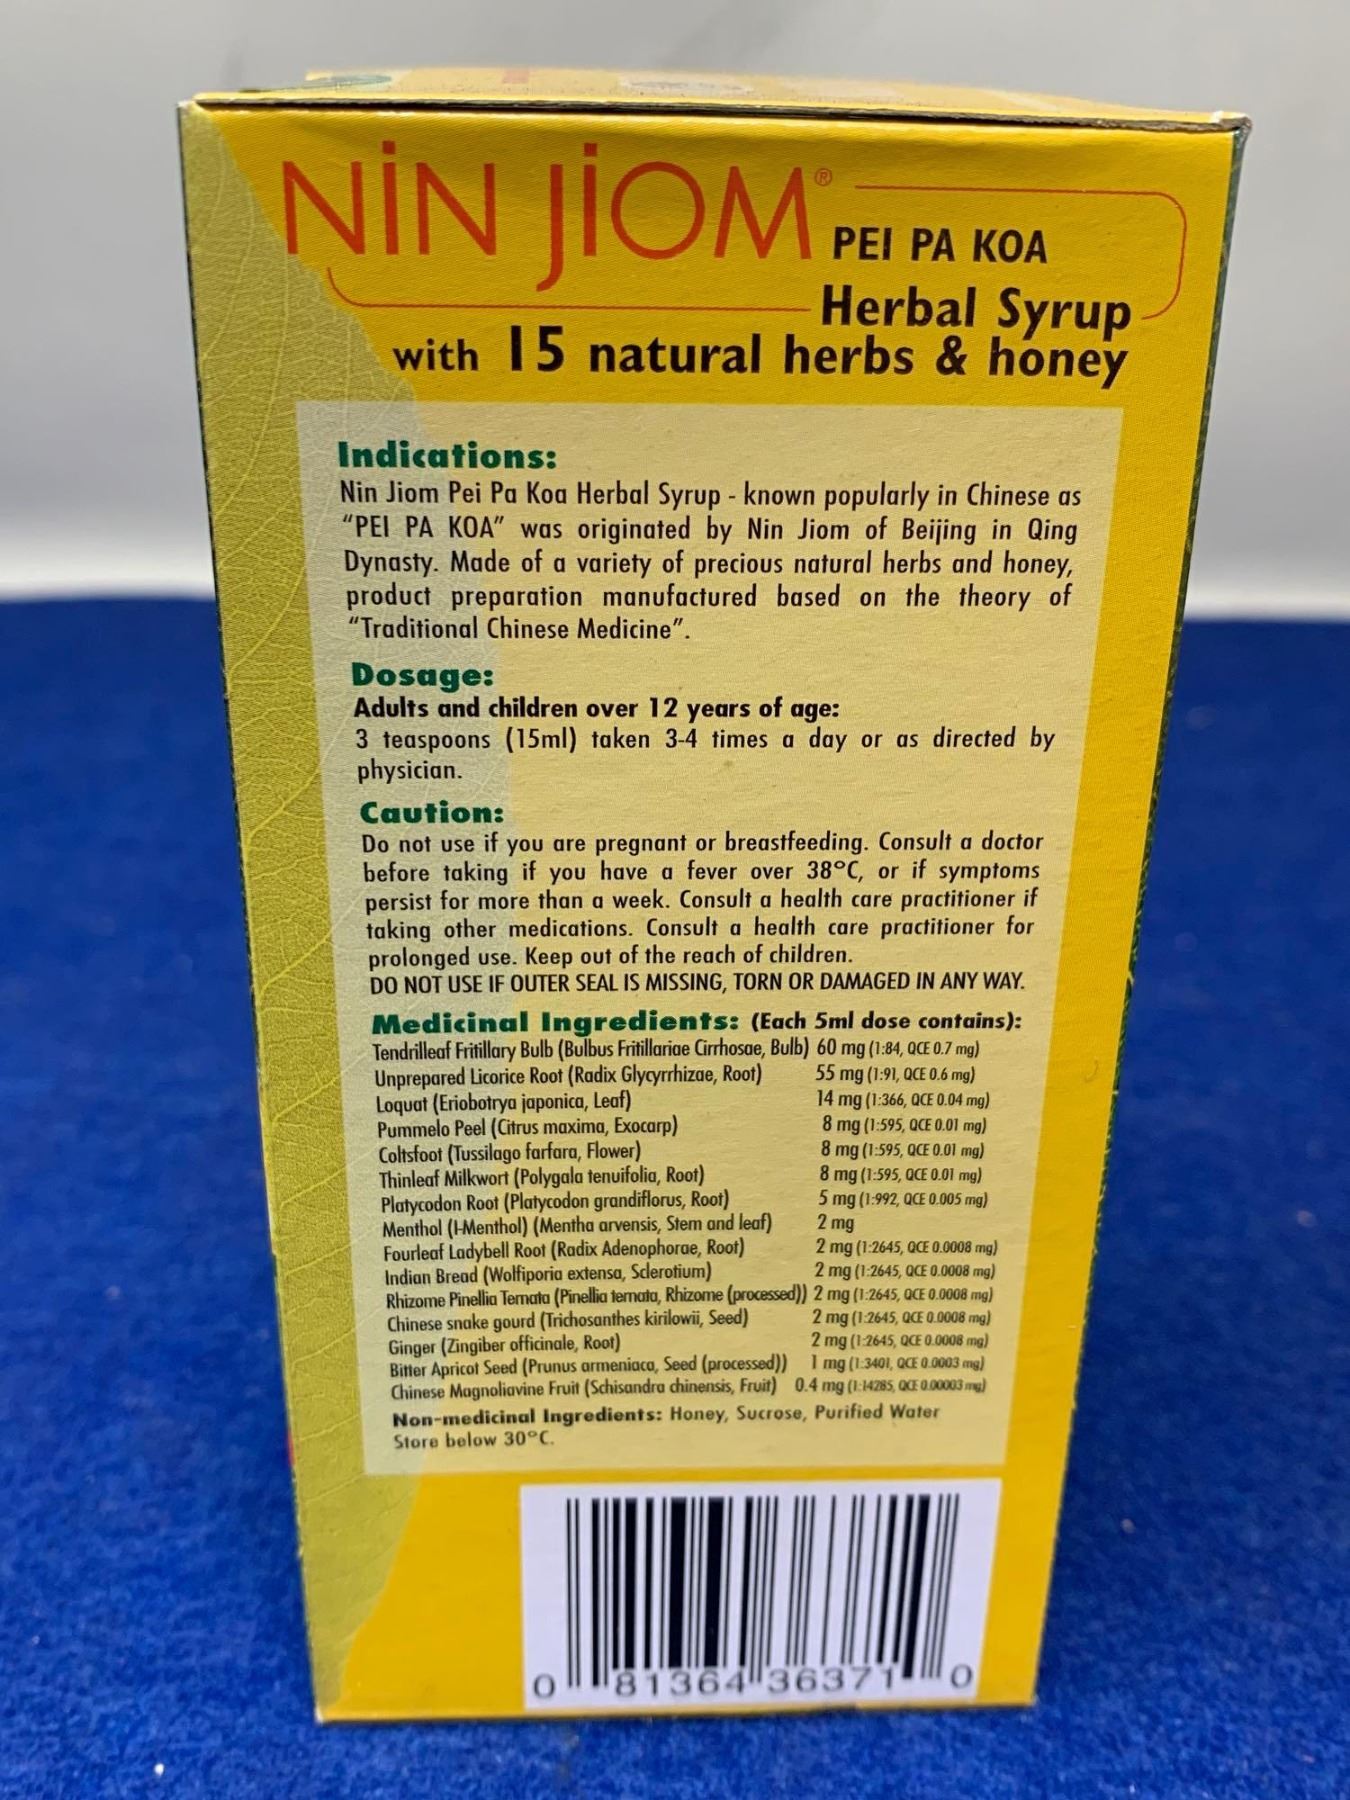 NiN JiOM®
PEI PA KOA
Herbal Syrup
with 15 natural herbs & honey
Indications:
Nin Jiom Pei Pa Koa Herbal Syrup - known popularly in Chinese as
“PEI PA KOA” was originated by Nin Jiom of Beijing in Qing
Dynasty. Made of a variety of precious natural herbs and honey,
product preparation manufactured based on the theory of
“Traditional Chinese Medicine”.
Dosage:
Adults and children over 12 years of age:
3 teaspoons (15ml) taken 3-4 times a day or as directed by
physician.
Caution:
Do not use if you are pregnant or breastfeeding. Consult a doctor
before taking if you have a fever over 38°C, or if symptoms
persist for more than a week. Consult a health care practitioner if
taking other medications. Consult a health care practitioner for
prolonged use. Keep out of the reach of children.
DO NOT USE IF OUTER SEAL IS MISSING, TORN OR DAMAGED IN ANY WAY.
Medicinal Ingredients: (Each 5ml dose contains):
Tendrilleaf Fritillary Bulb (Bulbus Fritillariae Cirrhosae, Bulb) 60 mg (1:84, QCE 0.7 mg)
Unprepared Licorice Root (Radix Glycyrrhizae, Root) 55 mg (1:91, QCE 0.6 mg)
Loquat (Eriobotrya japonica, Leaf) 14 mg (1:366, QCE 0.04 mg)
Pummelo Peel (Citrus maxima, Exocarp) 8 mg (1:595, QCE 0.01 mg)
Coltsfoot (Tussilago farfara, Flower) 8 mg (1:595, QCE 0.01 mg)
Thinleaf Milkwort (Polygala tenuifolia, Root) 8 mg (1:595, QCE 0.01 mg)
Platycodon Root (Platycodon grandiflorus, Root) 5 mg (1:992, QCE 0.005 mg)
Menthol (l-Menthol) (Mentha arvensis, Stem and leaf) 2 mg
Fourleaf Ladybell Root (Radix Adenophorae, Root) 2 mg (1:2645, QCE 0.0008 mg)
Indian Bread (Wolfiporia extensa, Sclerotium) 2 mg (1:2645, QCE 0.0008 mg)
Rhizome Pinellia Ternata (Pinellia ternata, Rhizome (processed)) 2 mg (1:2645, QCE 0.0008 mg)
Chinese snake gourd (Trichosanthes kirilowii, Seed) 2 mg (1:2645, QCE 0.0008 mg)
Ginger (Zingiber officinale, Root) 2 mg (1:2645, QCE 0.0008 mg)
Bitter Apricot Seed (Prunus armeniaca, Seed (processed)) 1 mg (1:3401, QCE 0.0003 mg)
Chinese Magnoliavine Fruit (Schisandra chinensis, Fruit) 0.4 mg (1:14285, QCE 0.00003 mg)
Non-medicinal Ingredients: Honey, Sucrose, Purified Water
Store below 30°C.
0 81364 36371 0